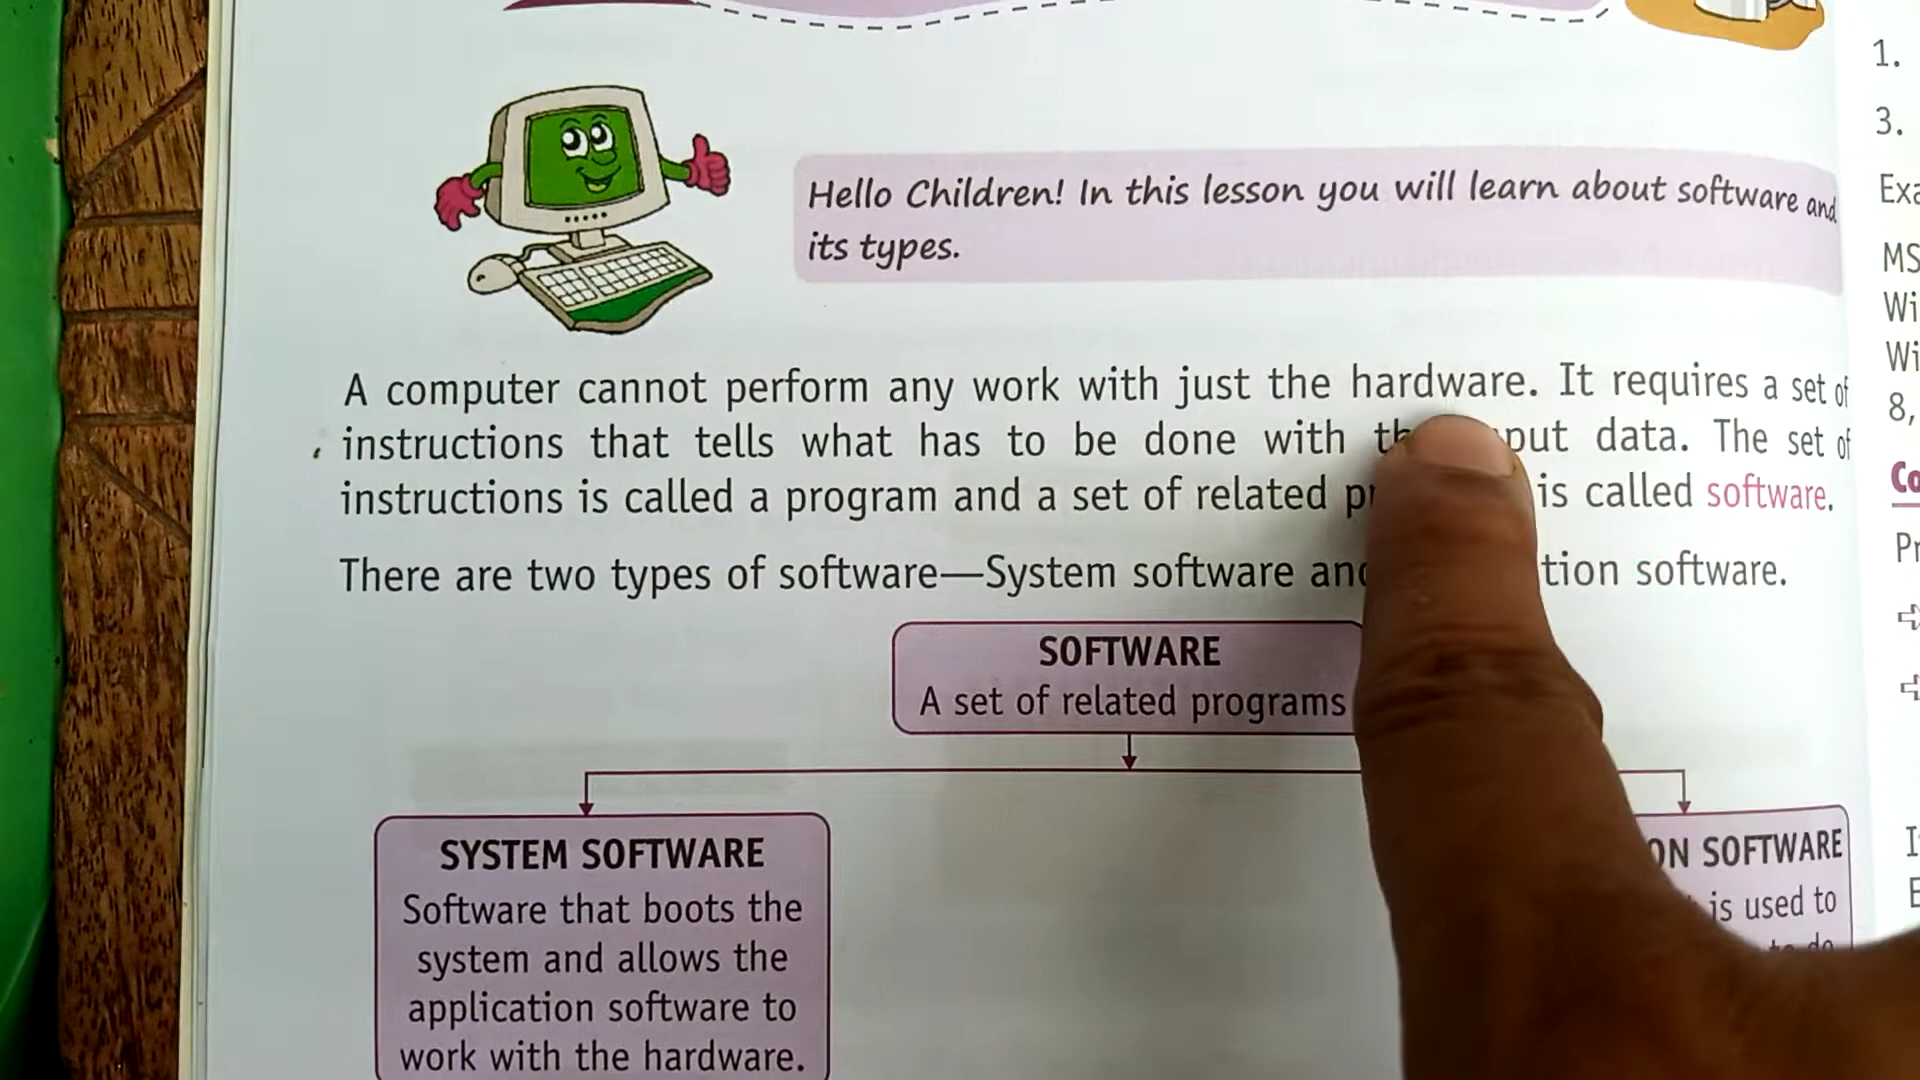 Hello Children! In this lesson you will learn about software and
its types.
A computer cannot perform any work with just the hardware. It requires a set of
instructions that tells what has to be done with put data. The set of
instructions is called a program and a set of related is called software.
There are two types of software—System software and tion software.
SOFTWARE
A set of related programs
SYSTEM SOFTWARE
Software that boots the
system and allows the
application software to
work with the hardware.
ON SOFTWARE
is used to
to do
1.
3.
Exa
MS
Wi
Wi
8,
Co
Pr